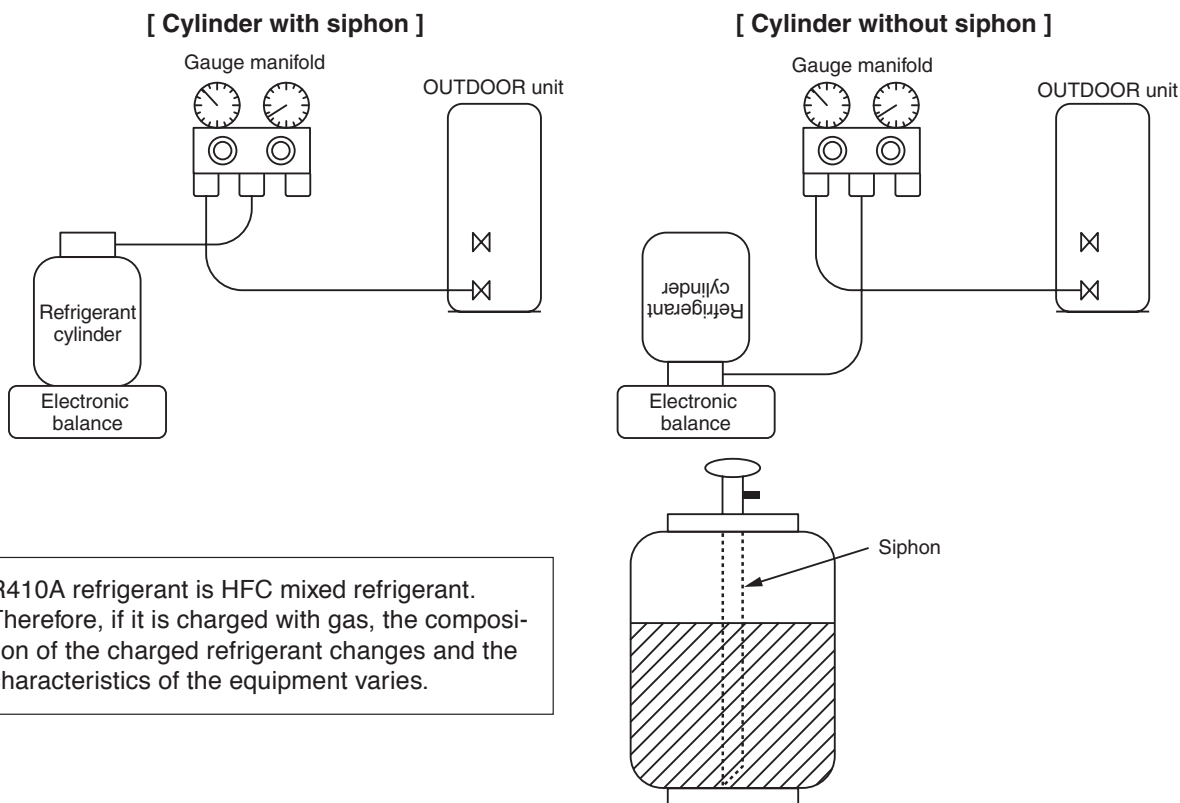 [ Cylinder with siphon ]
Gauge manifold
OUTDOOR unit
Refrigerant
cylinder
Electronic
balance
[ Cylinder without siphon ]
Gauge manifold
OUTDOOR unit
Refrigerant
cylinder
Electronic
balance
Siphon
R410A refrigerant is HFC mixed refrigerant.
Therefore, if it is charged with gas, the composi-
tion of the charged refrigerant changes and the
characteristics of the equipment varies.